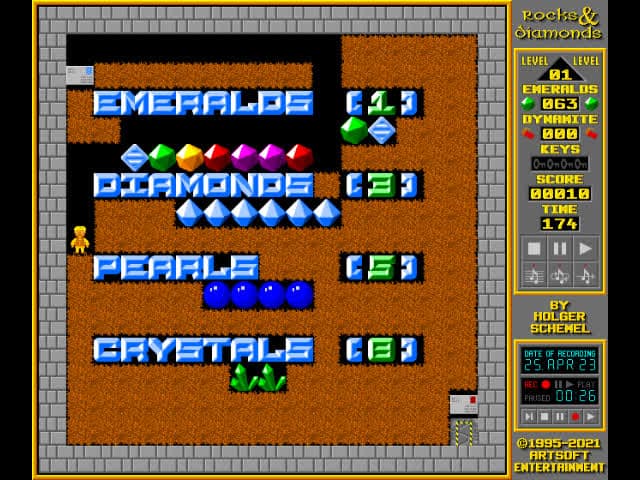 Rocks&
Diamonds
LEVEL LEVEL
01
EMERALDS
063
DYNAMITE
000
KEYS
SCORE
00010
TIME
174
EMERALDS (1)
DIAMONDS (3)
PEARLS (5)
CRYSTALS (8)
BY
HOLGER
SCHEMEL
DATE OF RECORDING
25.APR 23
REC PLAY
PAUSED 00:26
©1995-2021
ARTSOFT
ENTERTAINMENT